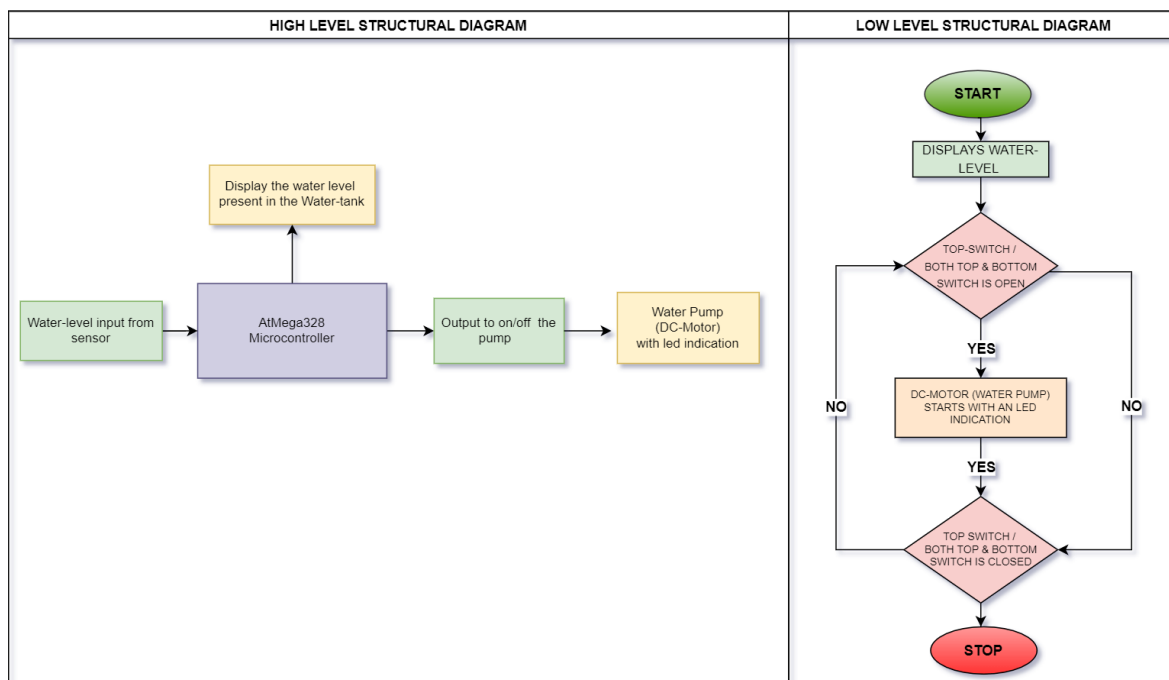 HIGH LEVEL STRUCTURAL DIAGRAM
Display the water level
present in the Water-tank
Water-level input from
sensor
AtMega328
Microcontroller
Output to on/off the
pump
Water Pump
(DC-Motor)
with led indication
LOW LEVEL STRUCTURAL DIAGRAM
START
DISPLAYS WATER-
LEVEL
TOP-SWITCH /
BOTH TOP & BOTTOM
SWITCH IS OPEN
YES
DC-MOTOR (WATER PUMP)
STARTS WITH AN LED
INDICATION
NO
NO
YES
TOP SWITCH /
BOTH TOP & BOTTOM
SWITCH IS CLOSED
STOP